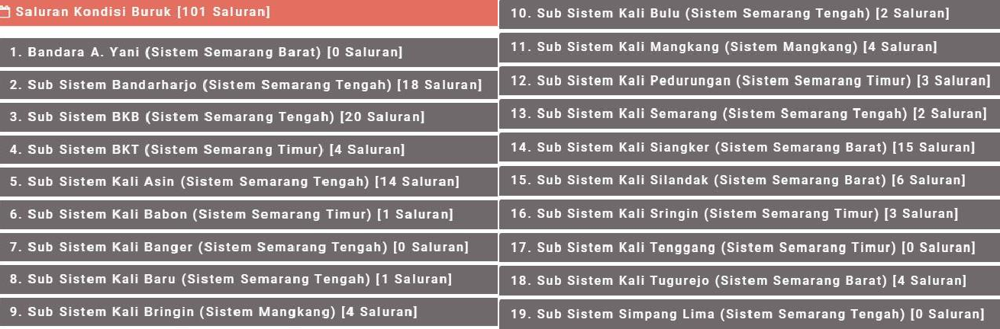 Saluran Kondisi Buruk [101 Saluran]
1. Bandara A. Yani (Sistem Semarang Barat) [0 Saluran]
2. Sub Sistem Bandarharjo (Sistem Semarang Tengah) [18 Saluran]
3. Sub Sistem BKB (Sistem Semarang Tengah) [20 Saluran]
4. Sub Sistem BKT (Sistem Semarang Timur) [4 Saluran]
5. Sub Sistem Kali Asin (Sistem Semarang Tengah) [14 Saluran]
6. Sub Sistem Kali Babon (Sistem Semarang Timur) [1 Saluran]
7. Sub Sistem Kali Banger (Sistem Semarang Tengah) [0 Saluran]
8. Sub Sistem Kali Baru (Sistem Semarang Tengah) [1 Saluran]
9. Sub Sistem Kali Bringin (Sistem Mangkang) [4 Saluran]
10. Sub Sistem Kali Bulu (Sistem Semarang Tengah) [2 Saluran]
11. Sub Sistem Kali Mangkang (Sistem Mangkang) [4 Saluran]
12. Sub Sistem Kali Pedurungan (Sistem Semarang Timur) [3 Saluran]
13. Sub Sistem Kali Semarang (Sistem Semarang Tengah) [2 Saluran]
14. Sub Sistem Kali Siangker (Sistem Semarang Barat) [15 Saluran]
15. Sub Sistem Kali Silandak (Sistem Semarang Barat) [6 Saluran]
16. Sub Sistem Kali Sringin (Sistem Semarang Timur) [3 Saluran]
17. Sub Sistem Kali Tenggang (Sistem Semarang Timur) [0 Saluran]
18. Sub Sistem Kali Tugurejo (Sistem Semarang Barat) [4 Saluran]
19. Sub Sistem Simpang Lima (Sistem Semarang Tengah) [0 Saluran]